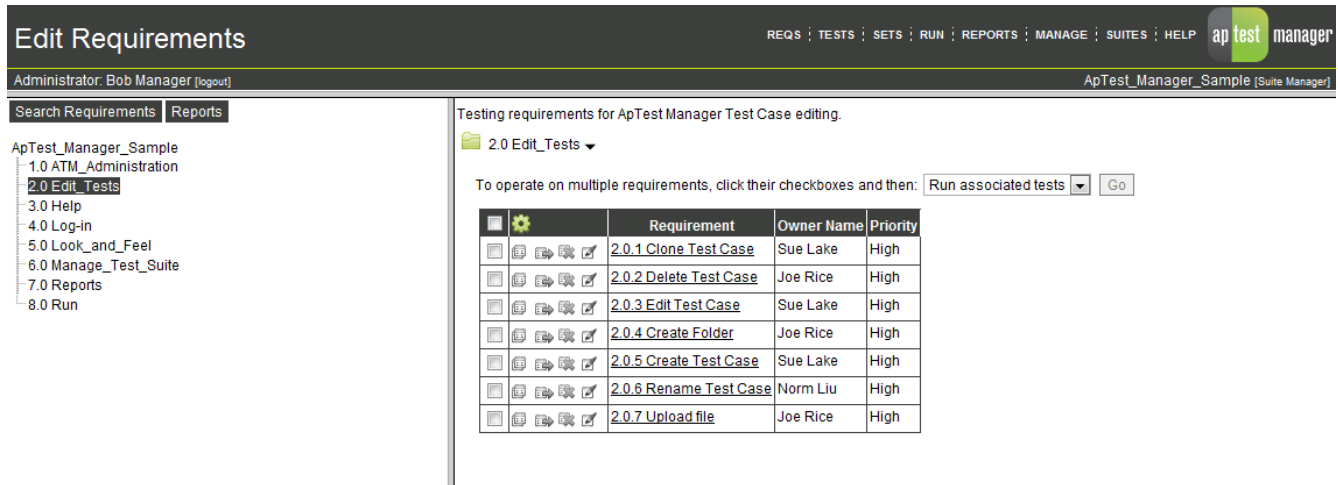 Edit Requirements
REQS TESTS SETS RUN REPORTS MANAGE SUITES HELP
ap test manager
Administrator: Bob Manager [logout]
ApTest_Manager_Sample [Suite Manager]
Search Requirements Reports
ApTest_Manager_Sample
1.0 ATM_Administration
2.0 Edit_Tests
3.0 Help
4.0 Log-in
5.0 Look_and_Feel
6.0 Manage_Test_Suite
7.0 Reports
8.0 Run
Testing requirements for ApTest Manager Test Case editing.
2.0 Edit_Tests
To operate on multiple requirements, click their checkboxes and then: Run associated tests Go
Requirement Owner Name Priority
2.0.1 Clone Test Case Sue Lake High
2.0.2 Delete Test Case Joe Rice High
2.0.3 Edit Test Case Sue Lake High
2.0.4 Create Folder Joe Rice High
2.0.5 Create Test Case Sue Lake High
2.0.6 Rename Test Case Norm Liu High
2.0.7 Upload file Joe Rice High